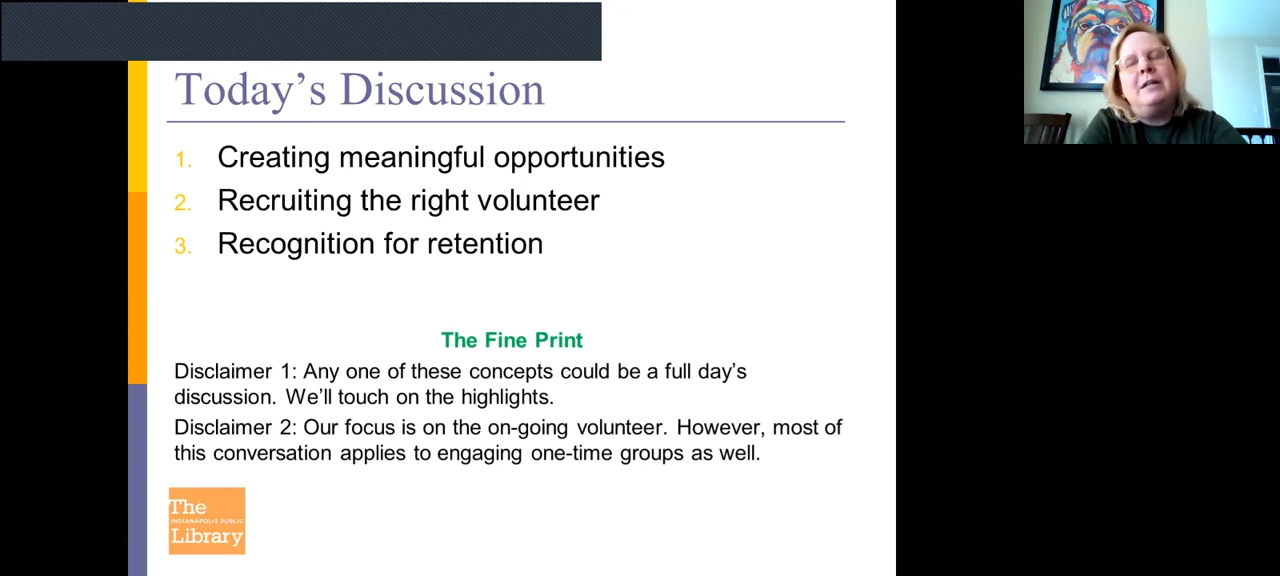 Today's Discussion
1. Creating meaningful opportunities
2. Recruiting the right volunteer
3. Recognition for retention
The Fine Print
Disclaimer 1: Any one of these concepts could be a full day's
discussion. We'll touch on the highlights.
Disclaimer 2: Our focus is on the on-going volunteer. However, most of
this conversation applies to engaging one-time groups as well.
The
INDIANAPOLIS PUBLIC
Library